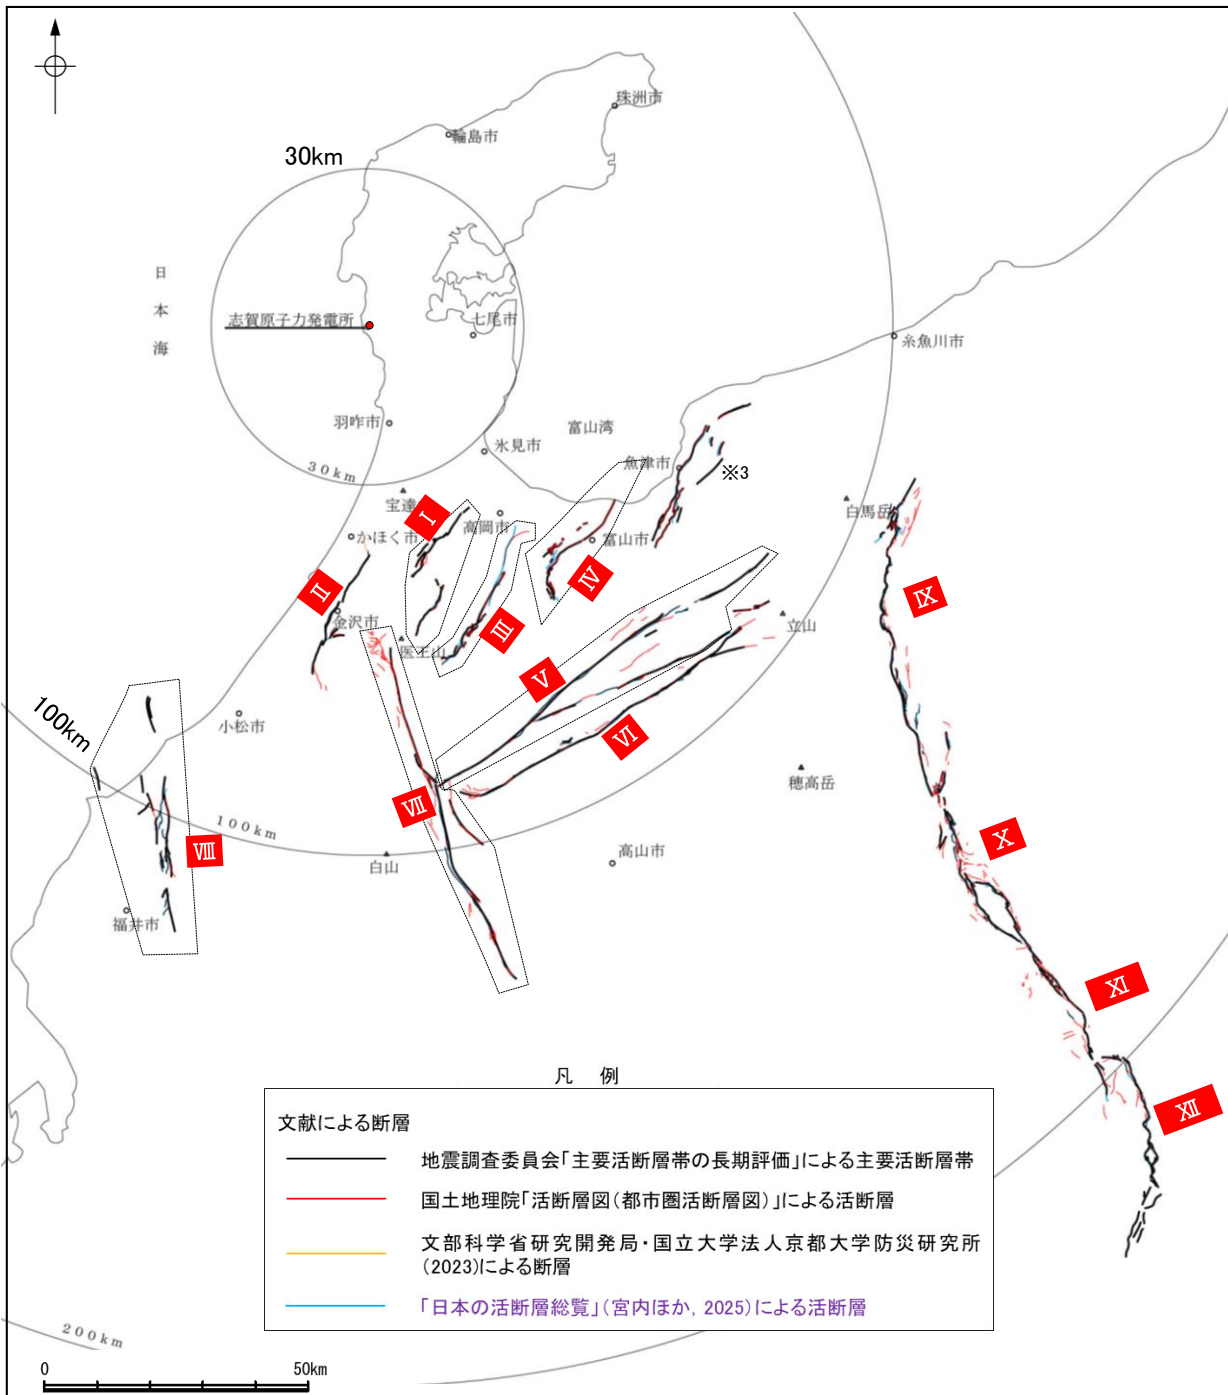 珠洲市
輪島市
30km
日本海
志賀原子力発電所
七尾市
糸魚川市
羽咋市
富山湾
氷見市
30km
魚津市
※3
宝達
I
高岡市
白馬岳
かほく市
富山市
II
IV
IX
金沢市
III
医王山
立山
V
小松市
100km
VI
穂高岳
VII
100km
VIII
白山
高山市
X
福井市
XI
凡 例
XII
文献による断層
地震調査委員会「主要活断層帯の長期評価」による主要活断層帯
国土地理院「活断層図(都市圏活断層図)」による活断層
文部科学省研究開発局・国立大学法人京都大学防災研究所
(2023)による断層
「日本の活断層総覧」(宮内ほか, 2025)による活断層
200km
0 50km